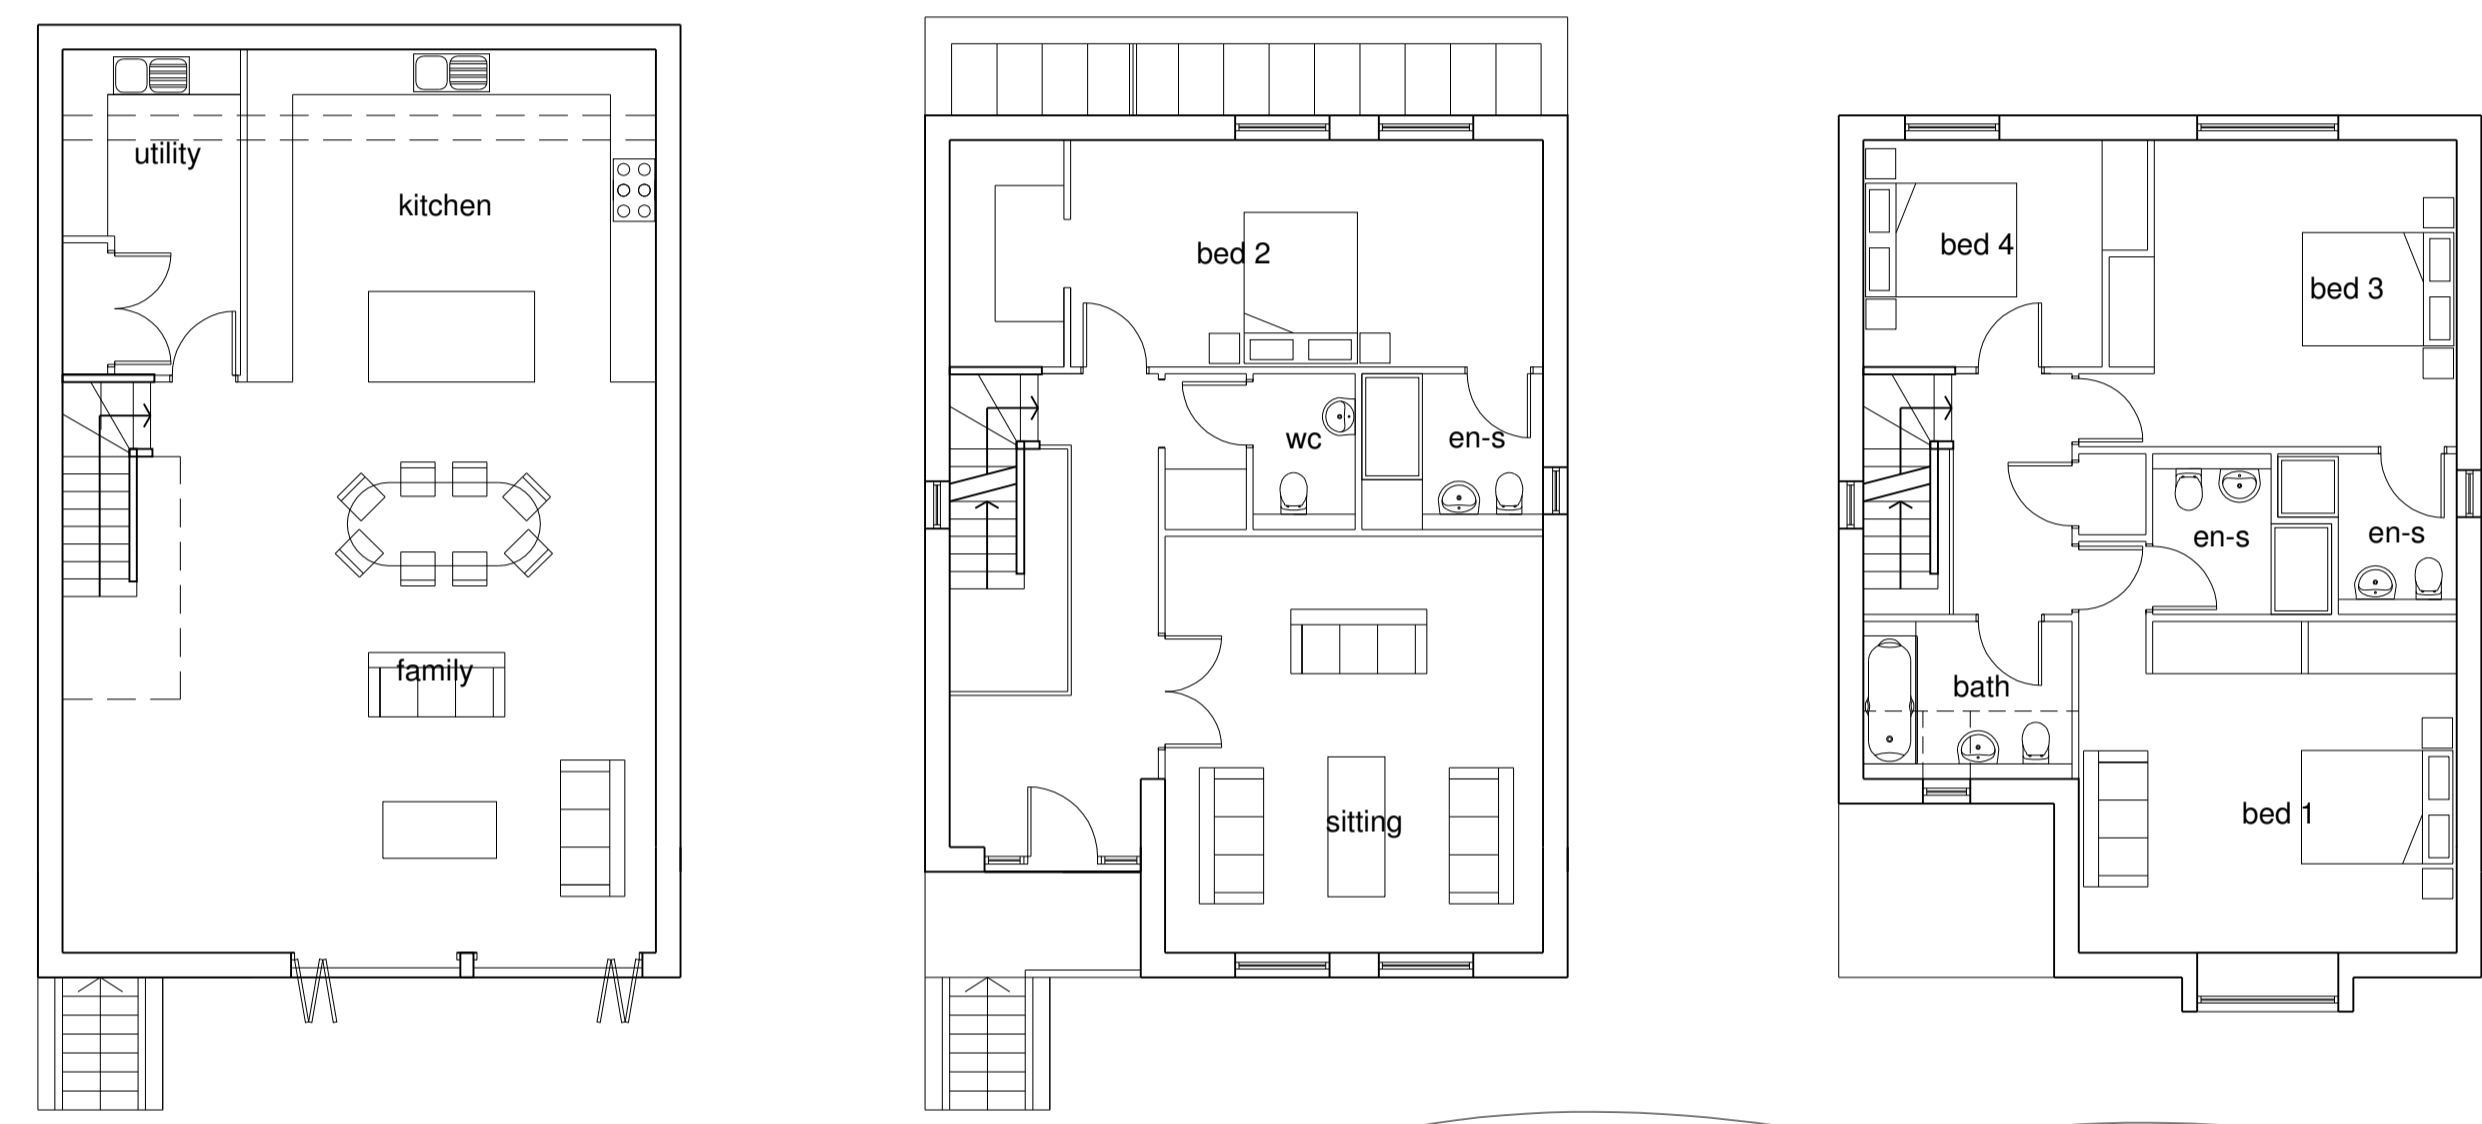 utility
kitchen
family
bed 2
wc
en-s
sitting
bed 4
bed 3
en-s
en-s
bath
bed 1